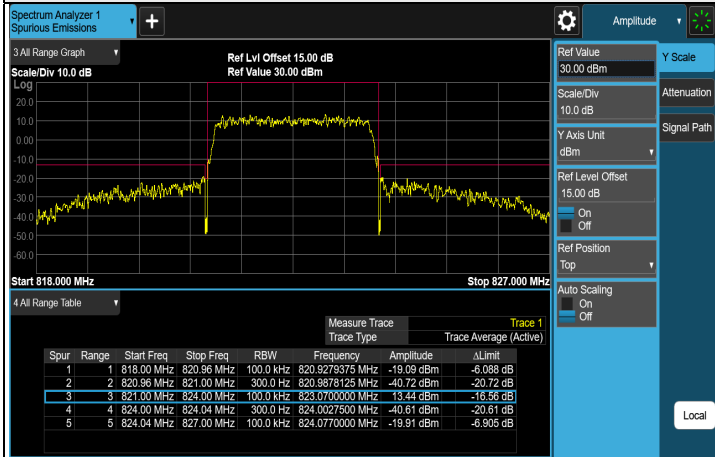 Spectrum Analyzer 1
Spurious Emissions
Amplitude
3 All Range Graph
Ref Lvl Offset 15.00 dB
Scale/Div 10.0 dB
Ref Value 30.00 dBm
Log
20.0
10.0
0.00
-10.0
-20.0
-30.0
-40.0
-50.0
-60.0
Start 818.000 MHz
Stop 827.000 MHz
4 All Range Table
Measure Trace Trace 1
Trace Type Trace Average (Active)
Spur Range Start Freq Stop Freq RBW Frequency Amplitude ΔLimit
1 1 818.00 MHz 820.96 MHz 100.0 kHz 820.9279375 MHz -19.09 dBm -6.088 dB
2 2 820.96 MHz 821.00 MHz 300.0 Hz 820.9878125 MHz -40.72 dBm -20.72 dB
3 3 821.00 MHz 824.00 MHz 100.0 kHz 823.0700000 MHz 13.44 dBm -16.56 dB
4 4 824.00 MHz 824.04 MHz 300.0 Hz 824.0027500 MHz -40.61 dBm -20.61 dB
5 5 824.04 MHz 827.00 MHz 100.0 kHz 824.0770000 MHz -19.91 dBm -6.905 dB
Ref Value
30.00 dBm
Scale/Div
10.0 dB
Y Axis Unit
dBm
Ref Level Offset
15.00 dB
On
Off
Ref Position
Top
Auto Scaling
On
Off
Y Scale
Attenuation
Signal Path
Local